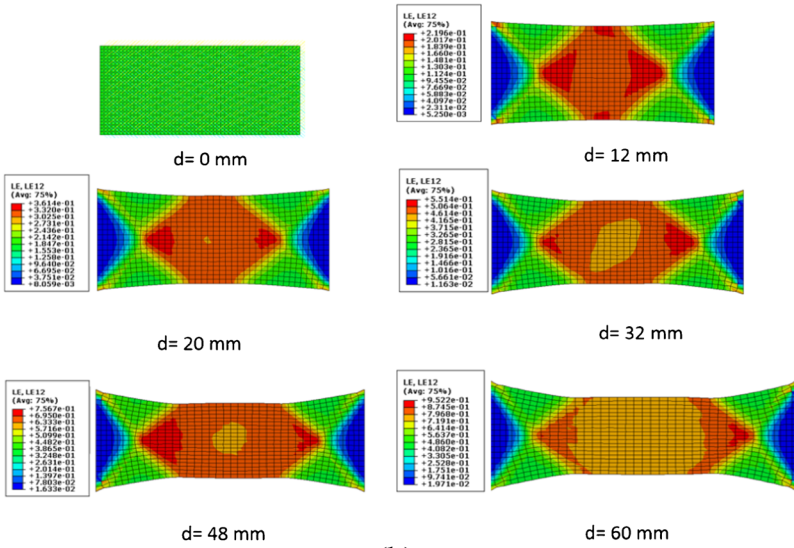 d= 0 mm
LE, LE12
(Avg: 75%)
+2.196e-01
+2.017e-01
+1.839e-01
+1.660e-01
+1.481e-01
+1.303e-01
+1.124e-01
+9.455e-02
+7.669e-02
+5.883e-02
+4.097e-02
+2.311e-02
+5.250e-03
d= 12 mm
LE, LE12
(Avg: 75%)
+3.614e-01
+3.320e-01
+3.025e-01
+2.731e-01
+2.436e-01
+2.142e-01
+1.847e-01
+1.553e-01
+1.258e-01
+9.640e-02
+6.695e-02
+3.751e-02
+8.059e-03
d= 20 mm
LE, LE12
(Avg: 75%)
+5.514e-01
+5.064e-01
+4.614e-01
+4.165e-01
+3.715e-01
+3.265e-01
+2.815e-01
+2.365e-01
+1.916e-01
+1.466e-01
+1.016e-01
+5.661e-02
+1.163e-02
d= 32 mm
LE, LE12
(Avg: 75%)
+7.567e-01
+6.950e-01
+6.333e-01
+5.716e-01
+5.099e-01
+4.482e-01
+3.865e-01
+3.248e-01
+2.631e-01
+2.014e-01
+1.397e-01
+7.803e-02
+1.633e-02
d= 48 mm
LE, LE12
(Avg: 75%)
+9.522e-01
+8.745e-01
+7.968e-01
+7.191e-01
+6.414e-01
+5.637e-01
+4.860e-01
+4.082e-01
+3.305e-01
+2.528e-01
+1.751e-01
+9.741e-02
+1.971e-02
d= 60 mm